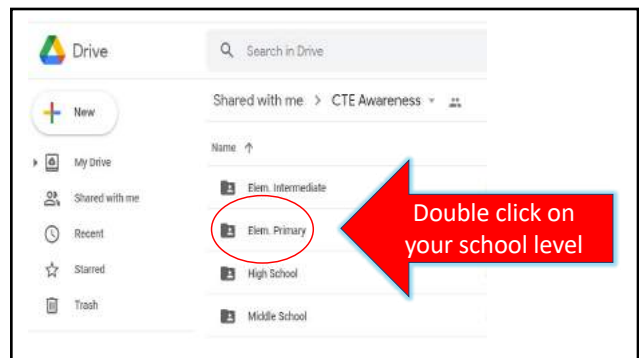 Drive
Search in Drive
New
Shared with me > CTE Awareness
Name ↑
My Drive
Shared with me
Recent
Starred
Trash
Elem. Intermediate
Elem. Primary
High School
Middle School
Double click on
your school level